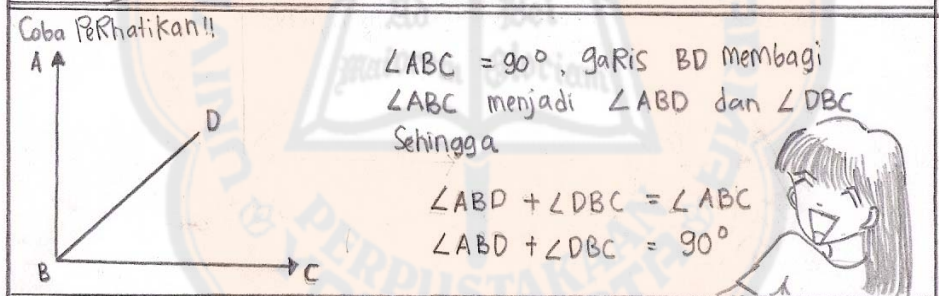 Coba PeRhatikan!!
A
D
B
C
∠ABC = 90°, gaRis BD membagi
∠ABC menjadi ∠ABD dan ∠DBC
Sehingga
∠ABD + ∠DBC = ∠ABC
∠ABD + ∠DBC = 90°
PERPUSTAKAAN